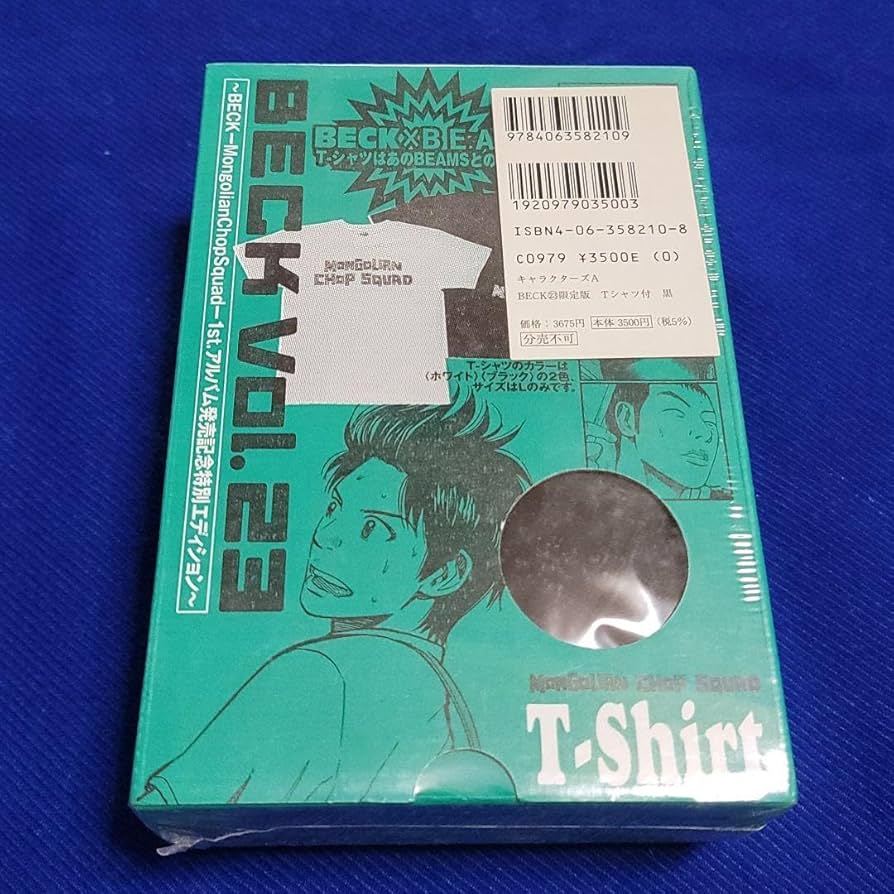 BECK Vol.23
~BECK-MongolianChopSquad-1st.アルバム発売記念特別エディション~
BECK×BEA
T-シャツはあのBEAMSとの
MONGOLIAN
CHOP SQUAD
T-シャツのカラーは
〈ホワイト〉〈ブラック〉の2色、
サイズはLのみです。
9784063582109
1920979035003
ISBN4-06-358210-8
C0979 ¥3500E (0)
キャラクターズA
BECK㉓限定版 Tシャツ付 黒
価格:3675円 本体3500円 (税5%)
分売不可
MONGOLIAN CHOP SQUAD
T-Shirt